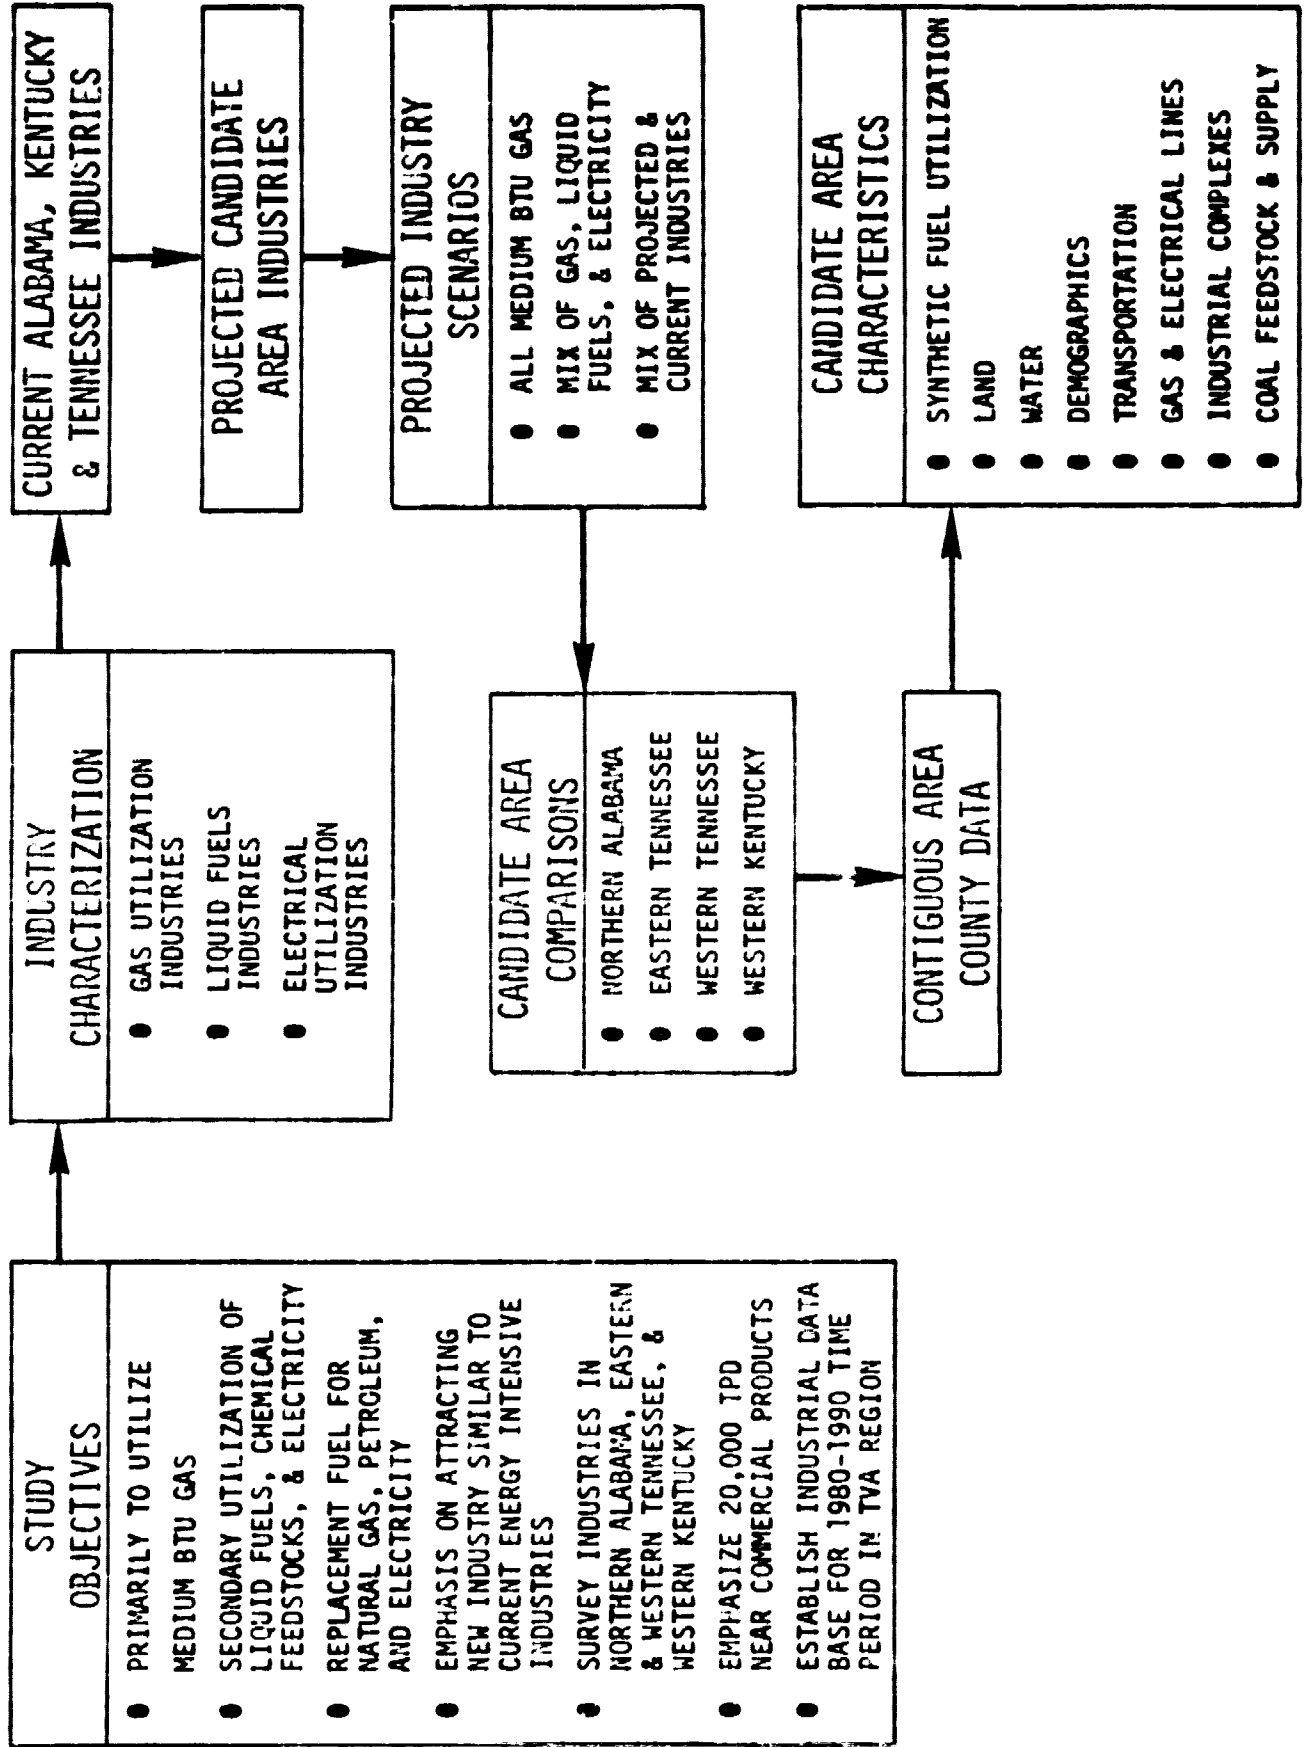 STUDY
OBJECTIVES
● PRIMARILY TO UTILIZE
MEDIUM BTU GAS
● SECONDARY UTILIZATION OF
LIQUID FUELS, CHEMICAL
FEEDSTOCKS, & ELECTRICITY
● REPLACEMENT FUEL FOR
NATURAL GAS, PETROLEUM,
AND ELECTRICITY
● EMPHASIS ON ATTRACTING
NEW INDUSTRY SIMILAR TO
CURRENT ENERGY INTENSIVE
INDUSTRIES
● SURVEY INDUSTRIES IN
NORTHERN ALABAMA, EASTERN
& WESTERN TENNESSEE, &
WESTERN KENTUCKY
● EMPHASIZE 20,000 TPD
NEAR COMMERCIAL PRODUCTS
● ESTABLISH INDUSTRIAL DATA
BASE FOR 1980-1990 TIME
PERIOD IN TVA REGION
INDUSTRY
CHARACTERIZATION
● GAS UTILIZATION
INDUSTRIES
● LIQUID FUELS
INDUSTRIES
● ELECTRICAL
UTILIZATION
INDUSTRIES
CURRENT ALABAMA, KENTUCKY
& TENNESSEE INDUSTRIES
PROJECTED CANDIDATE
AREA INDUSTRIES
PROJECTED INDUSTRY
SCENARIOS
● ALL MEDIUM BTU GAS
● MIX OF GAS, LIQUID
FUELS, & ELECTRICITY
● MIX OF PROJECTED &
CURRENT INDUSTRIES
CANDIDATE AREA
COMPARISONS
● NORTHERN ALABAMA
● EASTERN TENNESSEE
● WESTERN TENNESSEE
● WESTERN KENTUCKY
CONTIGUOUS AREA
COUNTY DATA
CANDIDATE AREA
CHARACTERISTICS
● SYNTHETIC FUEL UTILIZATION
● LAND
● WATER
● DEMOGRAPHICS
● TRANSPORTATION
● GAS & ELECTRICAL LINES
● INDUSTRIAL COMPLEXES
● COAL FEEDSTOCK & SUPPLY